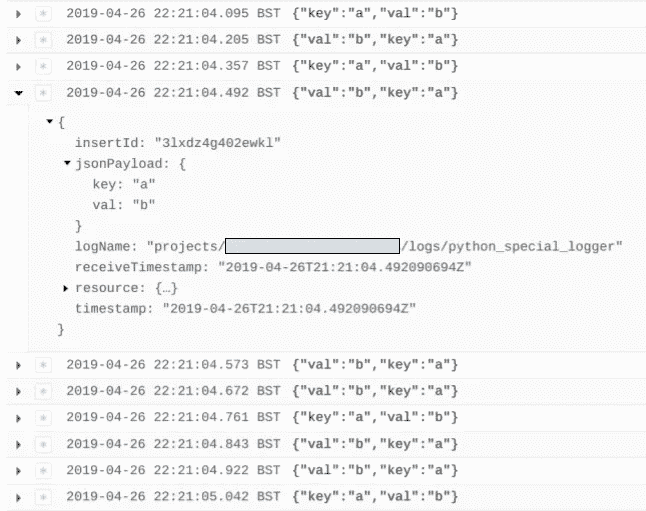 2019-04-26 22:21:04.095 BST {"key":"a","val":"b"}
2019-04-26 22:21:04.205 BST {"val":"b","key":"a"}
2019-04-26 22:21:04.357 BST {"key":"a","val":"b"}
2019-04-26 22:21:04.492 BST {"val":"b","key":"a"}
{
insertId: "3lxdz4g402ewkl"
jsonPayload: {
key: "a"
val: "b"
}
logName: "projects/ /logs/python_special_logger"
receiveTimestamp: "2019-04-26T21:21:04.492090694Z"
resource: {…}
timestamp: "2019-04-26T21:21:04.492090694Z"
}
2019-04-26 22:21:04.573 BST {"val":"b","key":"a"}
2019-04-26 22:21:04.672 BST {"val":"b","key":"a"}
2019-04-26 22:21:04.761 BST {"key":"a","val":"b"}
2019-04-26 22:21:04.843 BST {"val":"b","key":"a"}
2019-04-26 22:21:04.922 BST {"val":"b","key":"a"}
2019-04-26 22:21:05.042 BST {"key":"a","val":"b"}